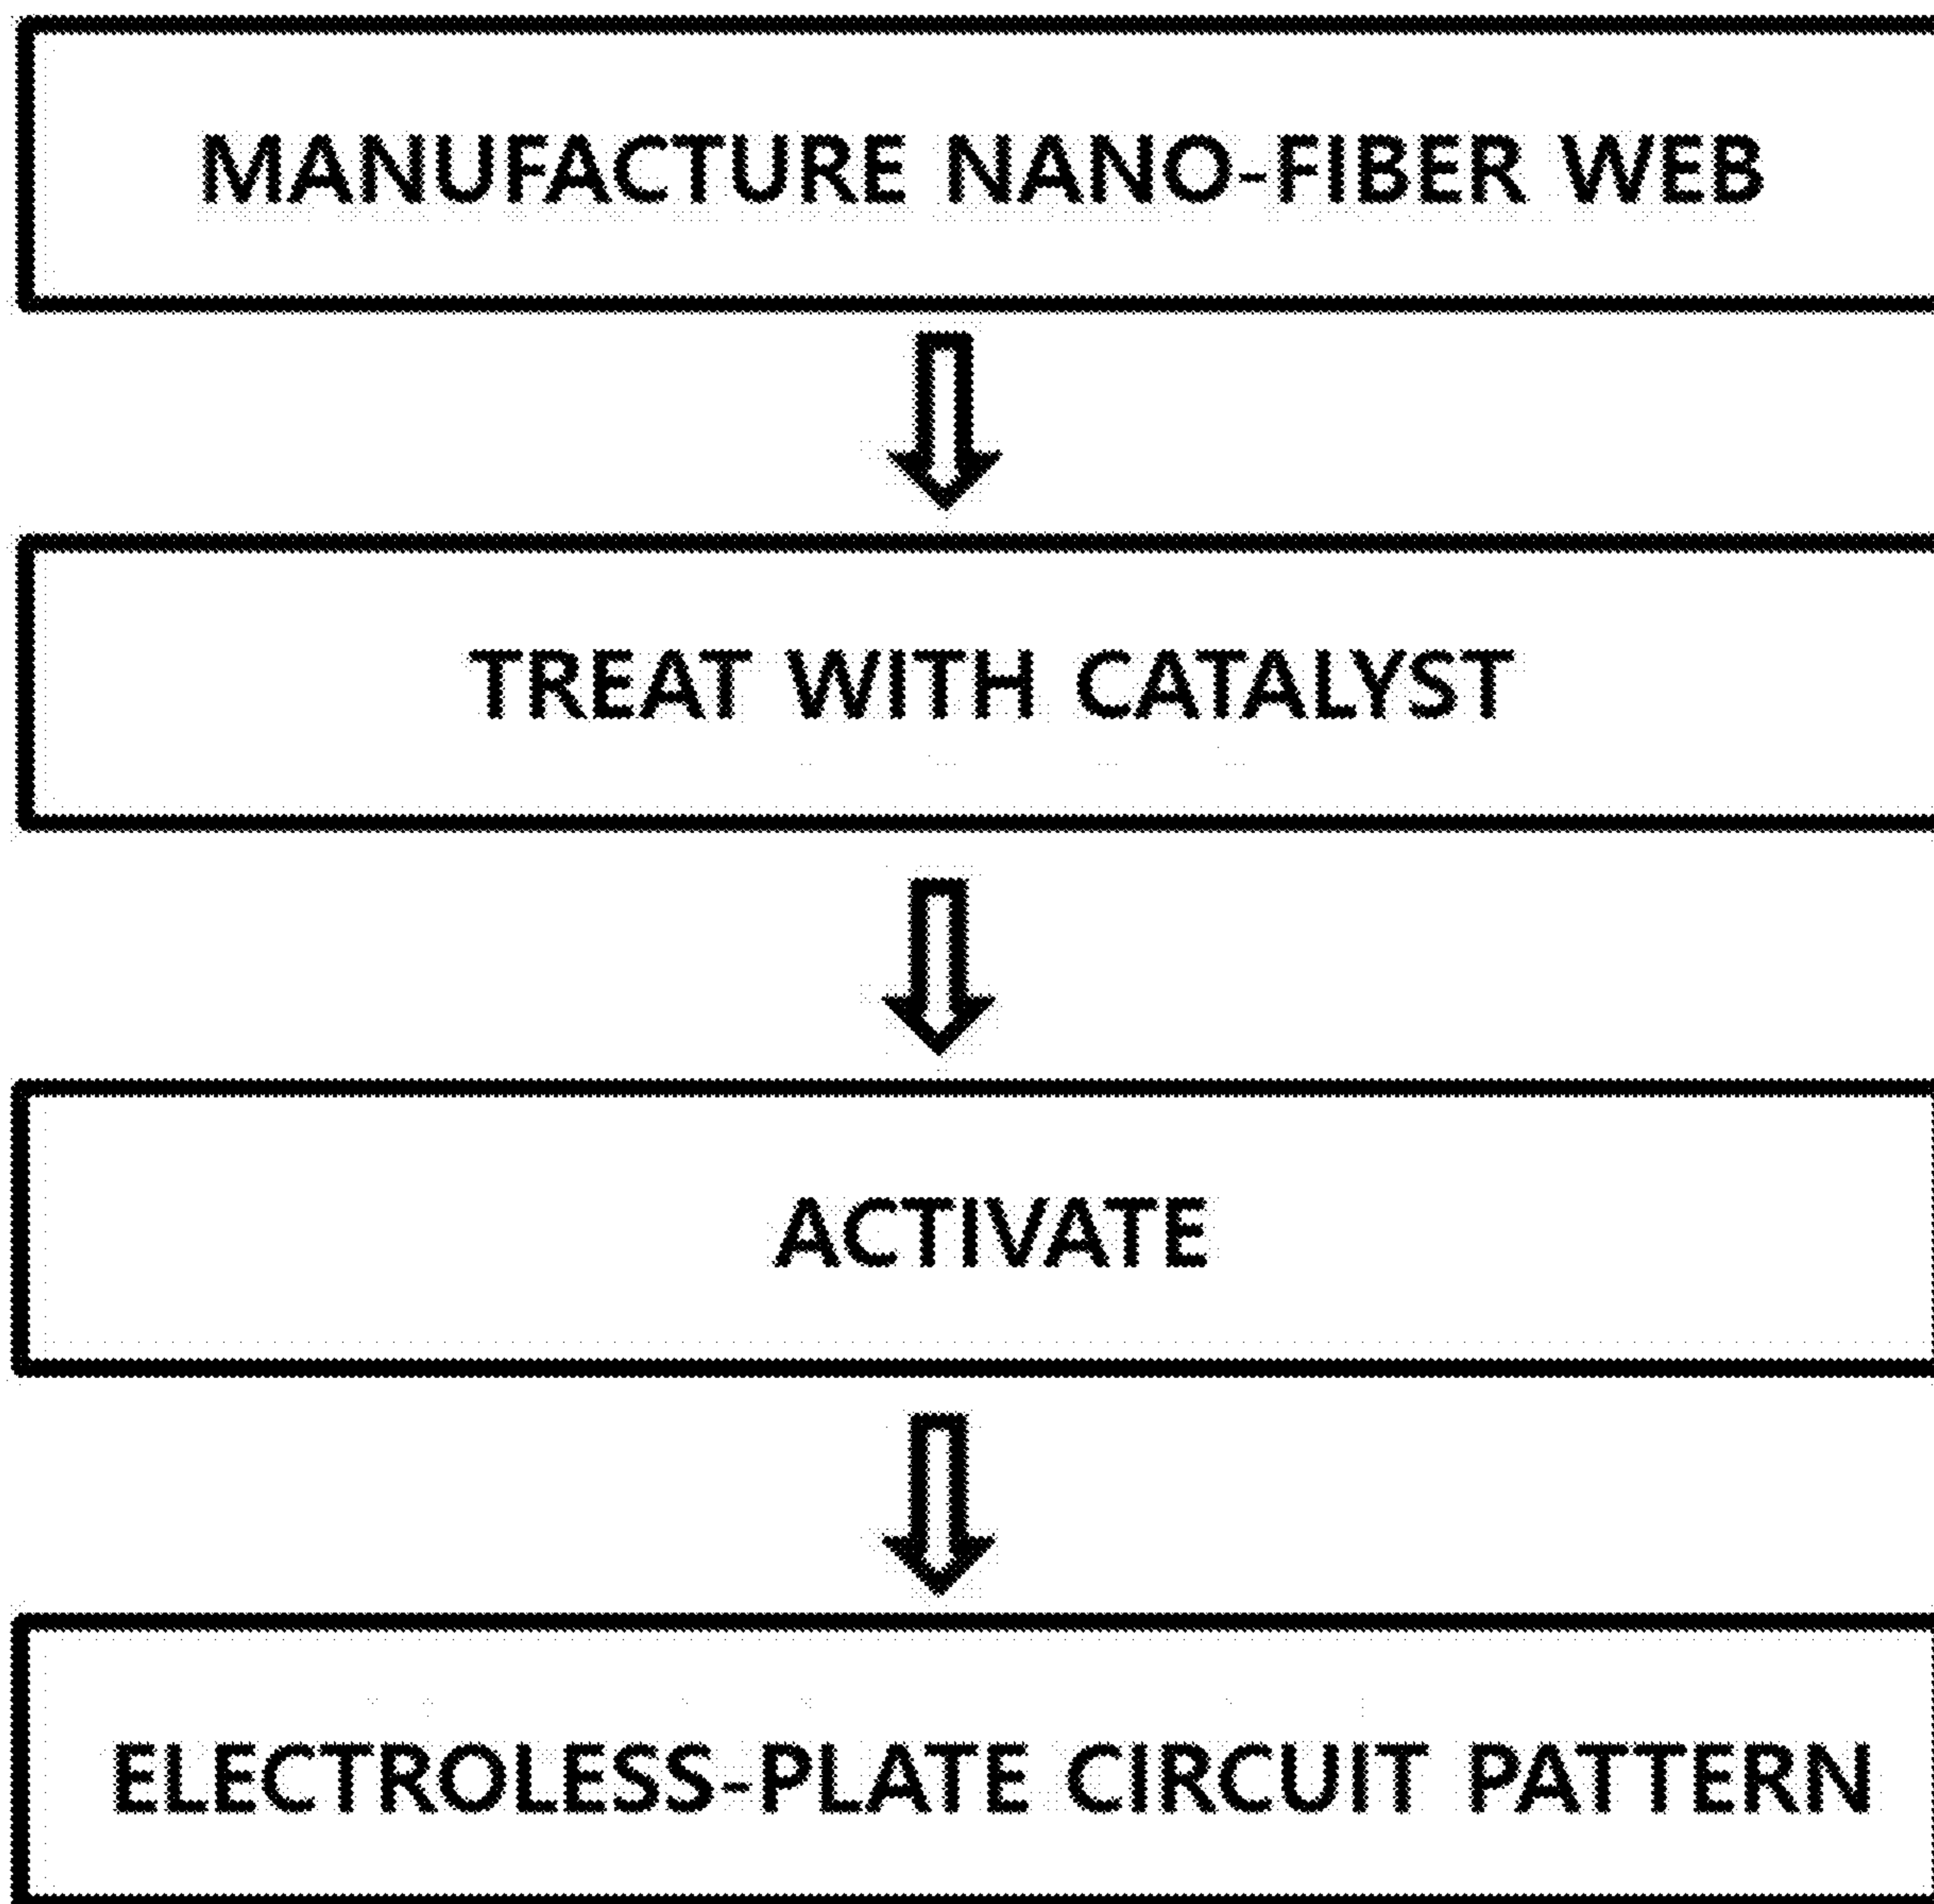 MANUFACTURE NANO-FIBER WEB
TREAT WITH CATALYST
ACTIVATE
ELECTROLESS-PLATE CIRCUIT PATTERN